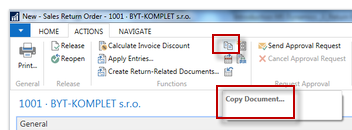 New - Sales Return Order - 1001 · BYT-KOMPLET s.r.o.
HOME ACTIONS NAVIGATE
Print...
Release
Reopen
Calculate Invoice Discount
Apply Entries...
Create Return-Related Documents...
Send Approval Request
Cancel Approval Request
General Release Functions Request Approval
1001 · BYT-KOMPLET s.r.o.
Copy Document...